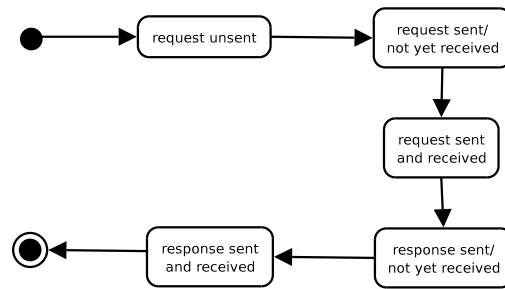 request unsent
request sent/
not yet received
request sent
and received
response sent/
not yet received
response sent
and received